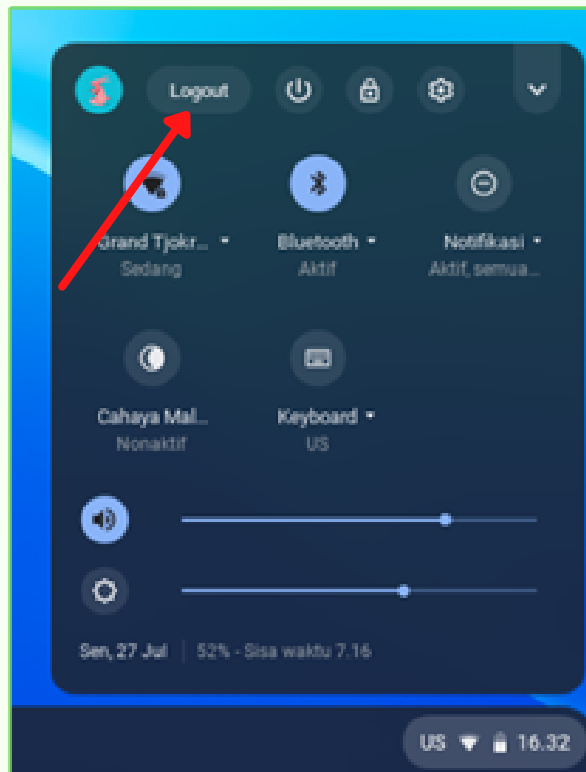 Logout
Grand Tjokr... Bluetooth Notifikasi
Sedang Aktif Aktif, semua...
Cahaya Mal... Keyboard
Nonaktif US
Sen, 27 Jul 52% - Sisa waktu 7.16
US 16.32